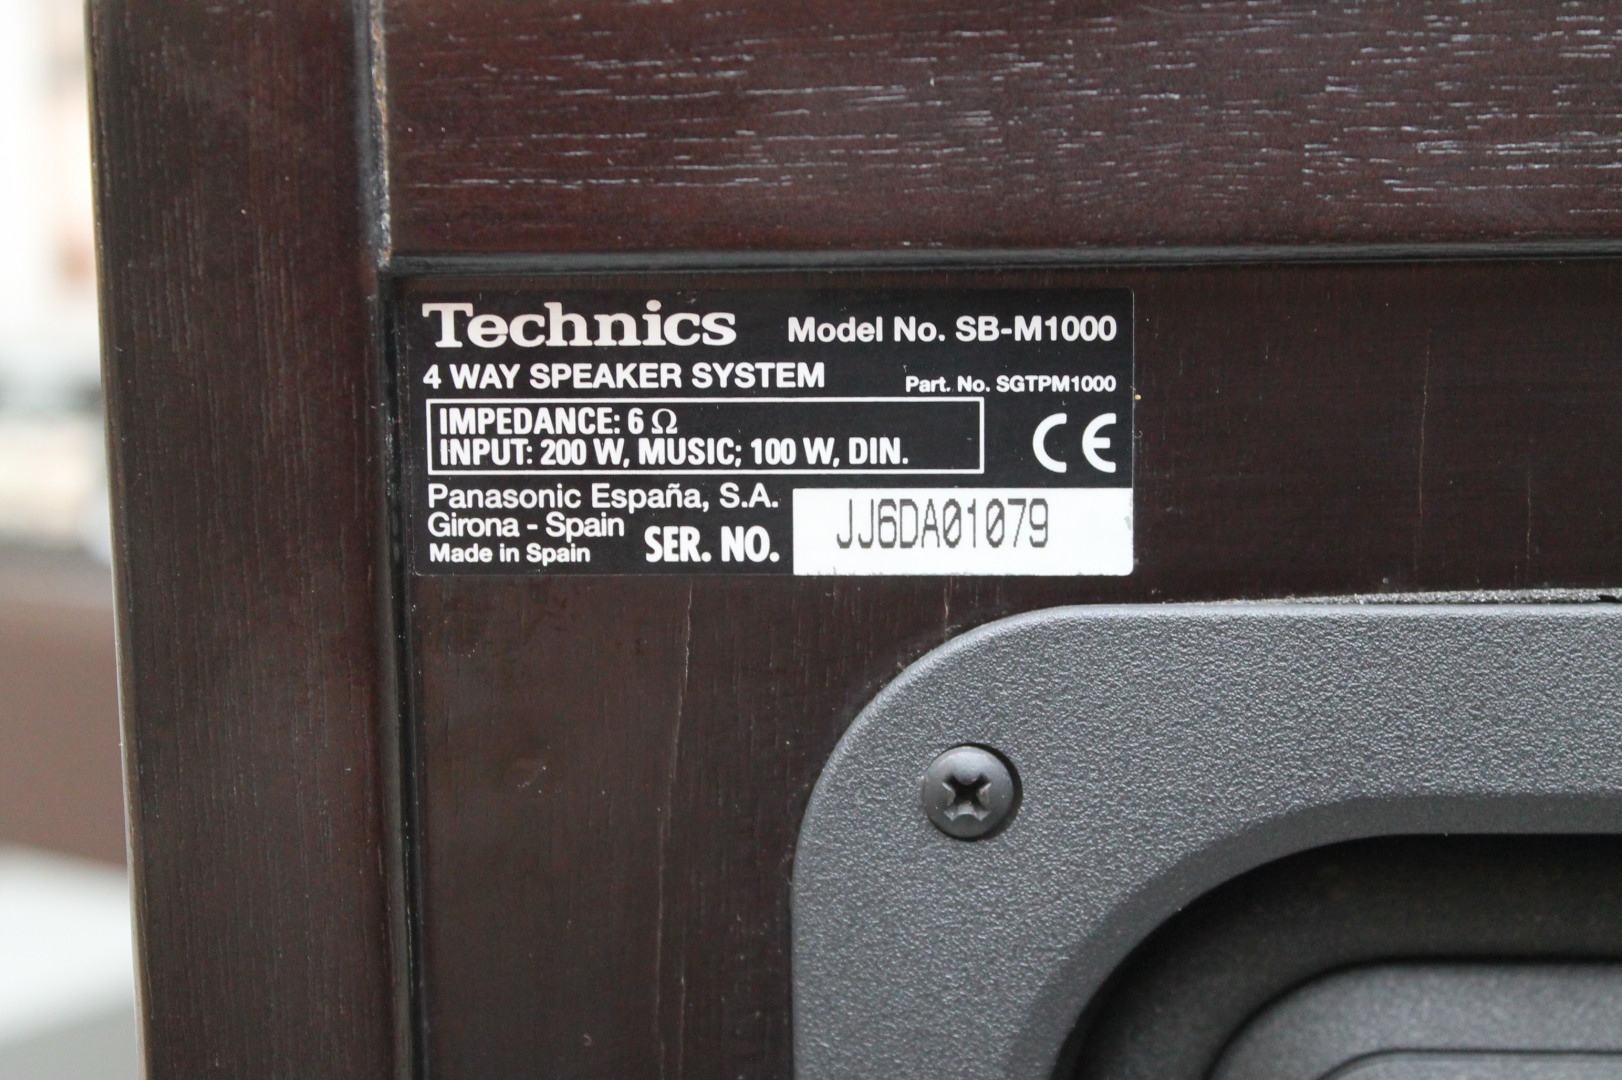 Technics Model No. SB-M1000
4 WAY SPEAKER SYSTEM Part. No. SGTPM1000
IMPEDANCE: 6 Ω
INPUT: 200 W, MUSIC; 100 W, DIN.
CE
Panasonic España, S.A.
Girona - Spain
Made in Spain
SER. NO. JJ6DA01079